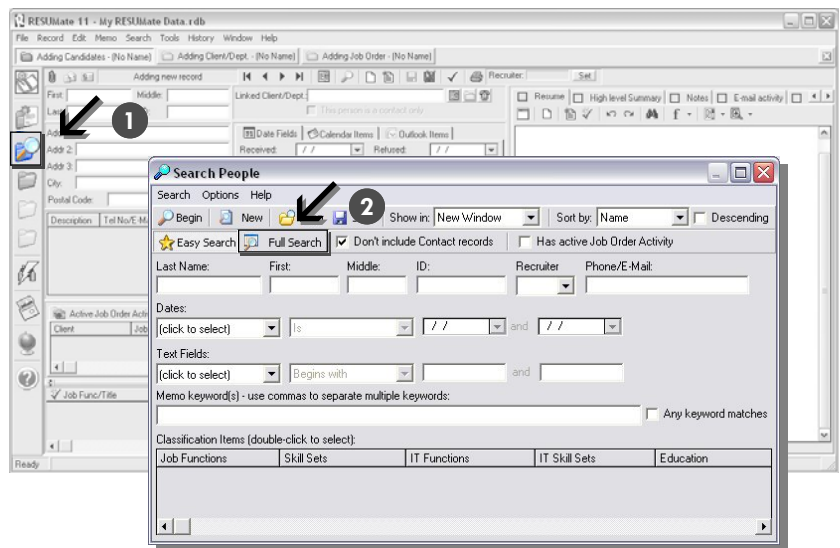 RESUMate 11 - My RESUMate Data.rdb
File Record Edit Memo Search Tools History Window Help
Adding Candidates - (No Name) Adding Client/Dept. - (No Name) Adding Job Order - (No Name)
Adding new record Recruiter: Set
First: Middle: Linked Client/Dept.: Resume High level Summary Notes E-mail activity
This person is a contact only
1
Date Fields Calendar Items Outlook Items
Addr 2: Received: / / Refused: / /
Addr 3:
City:
Postal Code:
Description Tel No/E-Ma
Active Job Order Activ
Client Job
Job Func/Title
Ready
Search People
Search Options Help
2
Begin New Show in: New Window Sort by: Name Descending
Easy Search Full Search Don't include Contact records Has active Job Order Activity
Last Name: First: Middle: ID: Recruiter Phone/E-Mail:
Dates:
(click to select) Is / / and / /
Text Fields:
(click to select) Begins with and
Memo keyword(s) - use commas to separate multiple keywords:
Any keyword matches
Classification Items (double-click to select):
Job Functions Skill Sets IT Functions IT Skill Sets Education